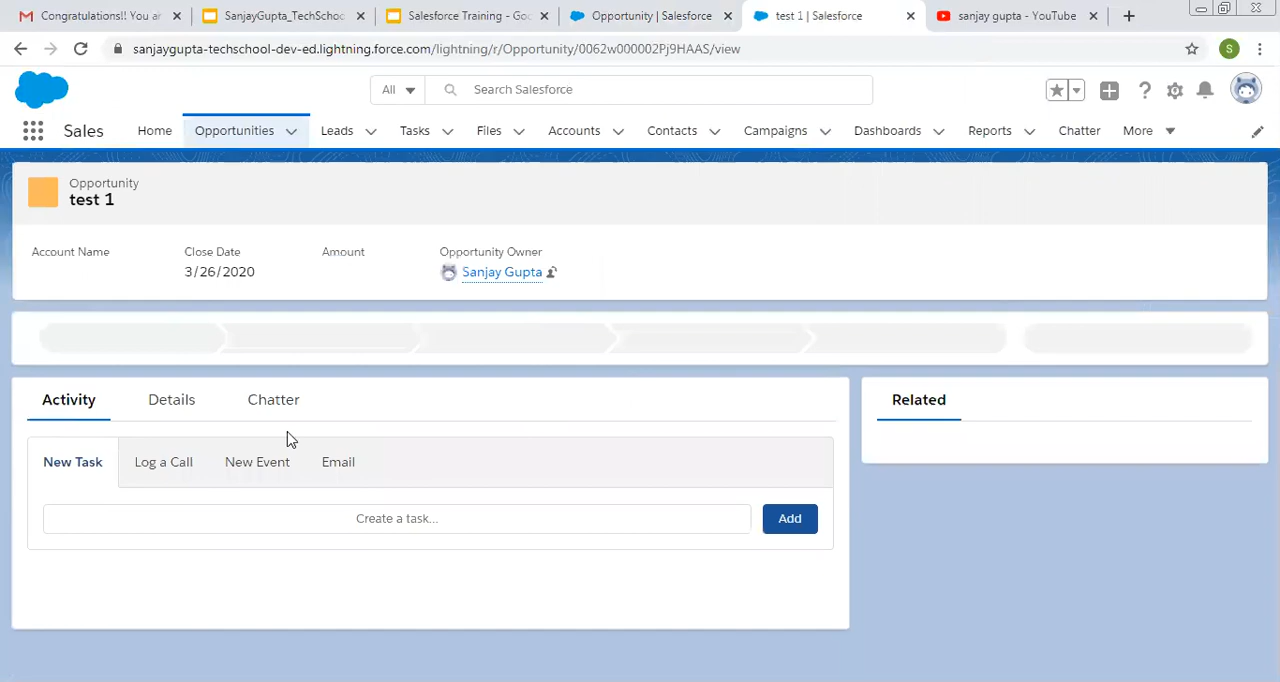 Congratulations!! You ar
SanjayGupta_TechSchoo
Salesforce Training - Goo
Opportunity | Salesforce
test 1 | Salesforce
sanjay gupta - YouTube
sanjaygupta-techschool-dev-ed.lightning.force.com/lightning/r/Opportunity/0062w000002Pj9HAAS/view
S
All
Search Salesforce
Sales
Home
Opportunities
Leads
Tasks
Files
Accounts
Contacts
Campaigns
Dashboards
Reports
Chatter
More
Opportunity
test 1
Account Name
Close Date
Amount
Opportunity Owner
3/26/2020
Sanjay Gupta
Activity
Details
Chatter
Related
New Task
Log a Call
New Event
Email
Create a task...
Add